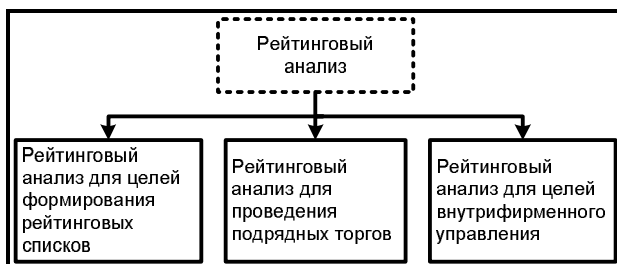 Рейтинговый
анализ
Рейтинговый
анализ для целей
формирования
рейтинговых
списков
Рейтинговый
анализ для
проведения
подрядных торгов
Рейтинговый
анализ для целей
внутрифирменного
управления